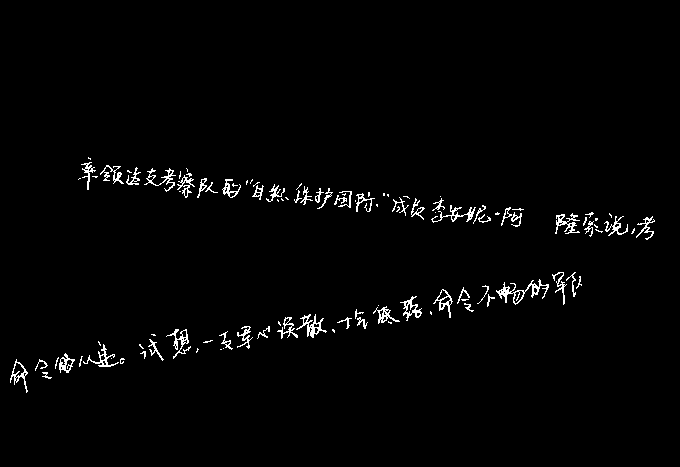 率领这支考察队的“自然保护国际”成员李安妮·阿 隆索说,考
命令的从速。试想,一支军心涣散、士气低落、命令不畅的军队